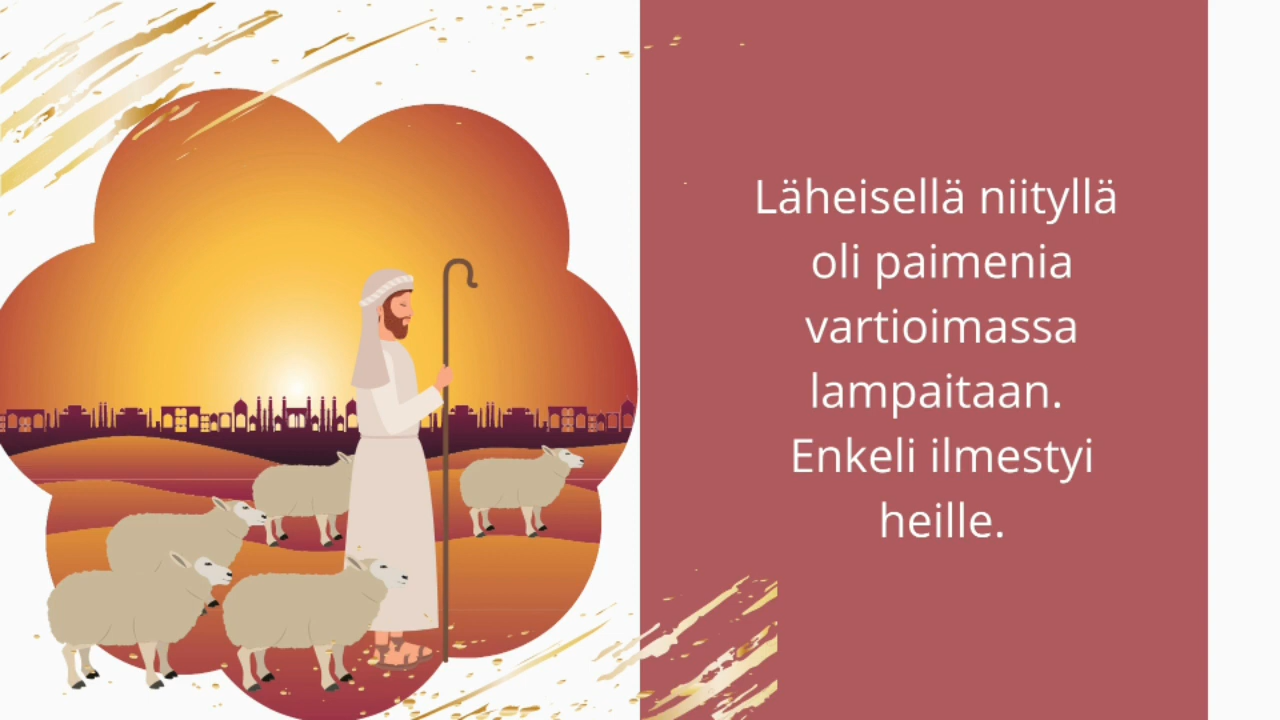 Läheisellä niityllä
oli paimenia
vartioimassa
lampaitaan.
Enkeli ilmestyi
heille.